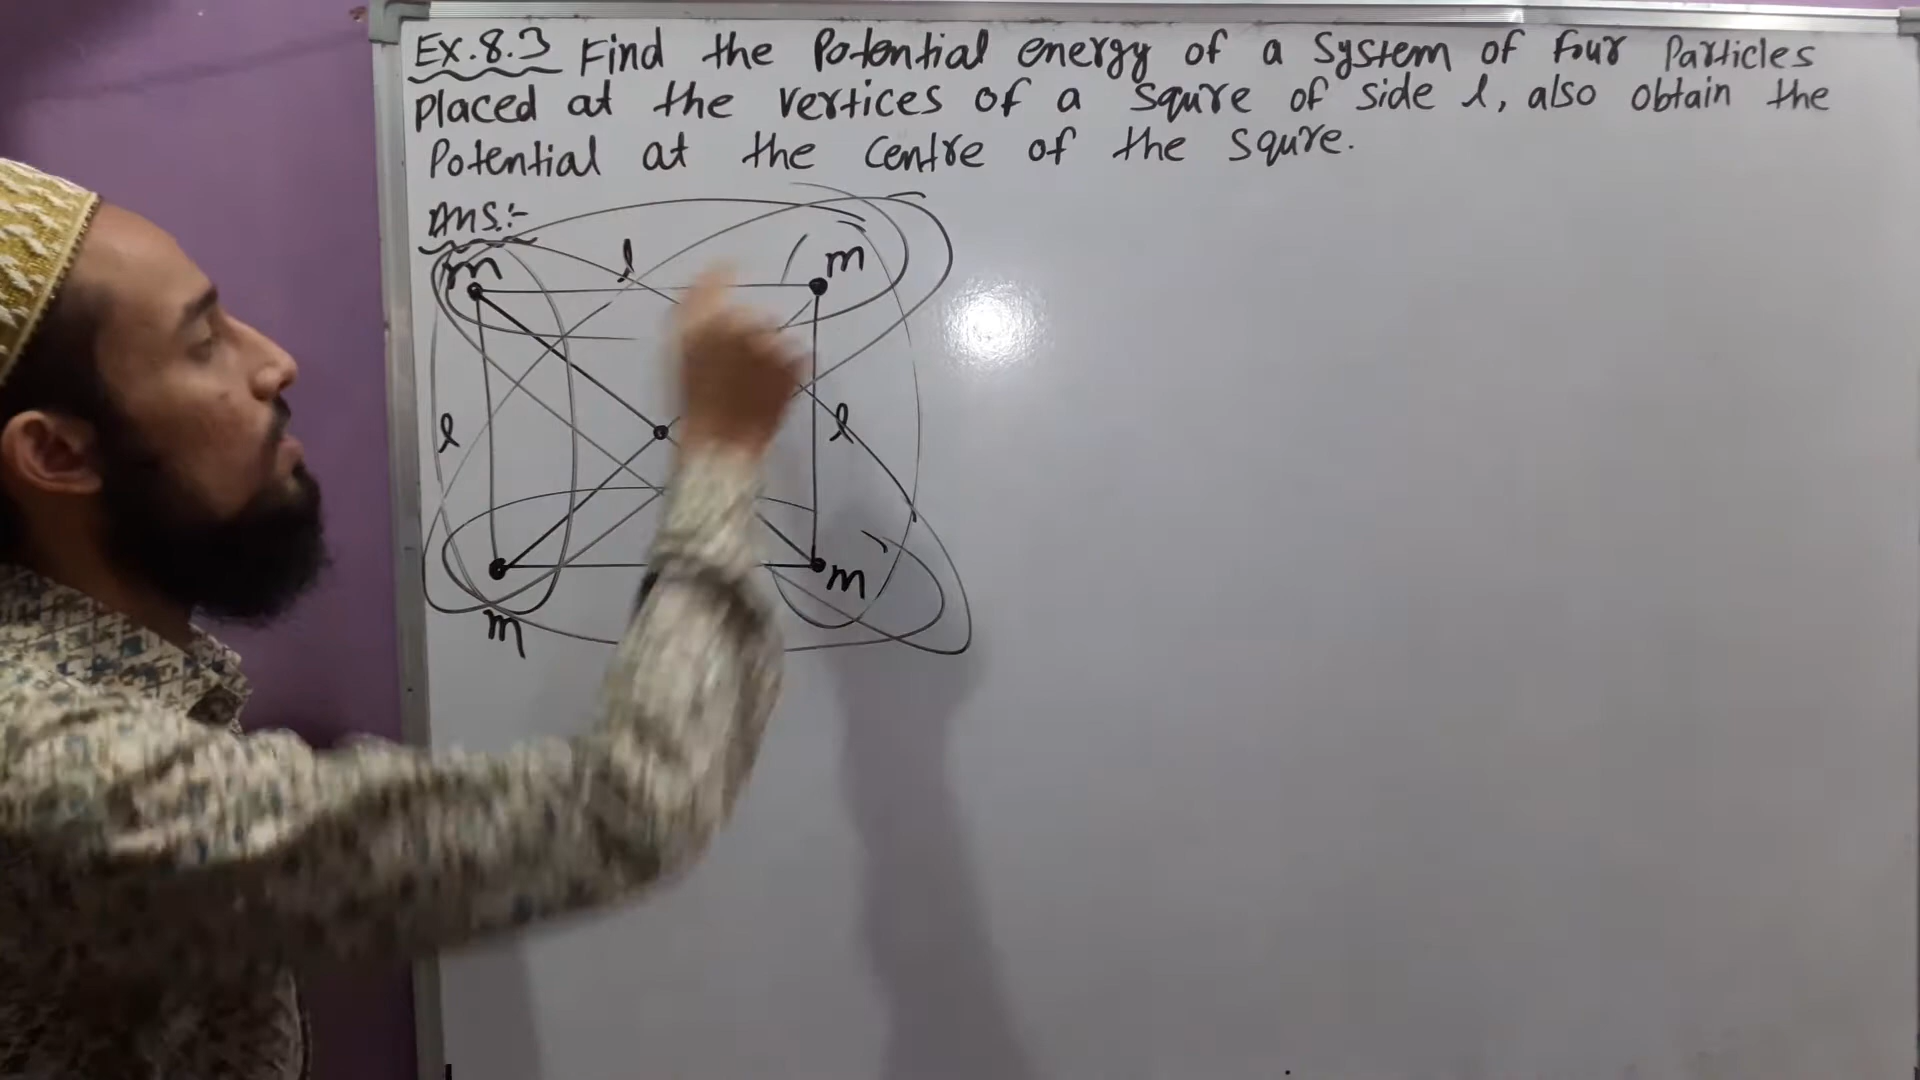 Ex.8.3 Find the Potential energy of a System of four Particles
placed at the vertices of a squre of side l, also obtain the
Potential at the Centre of the squre.
Ans:-
m
l
m
l
l
m
m